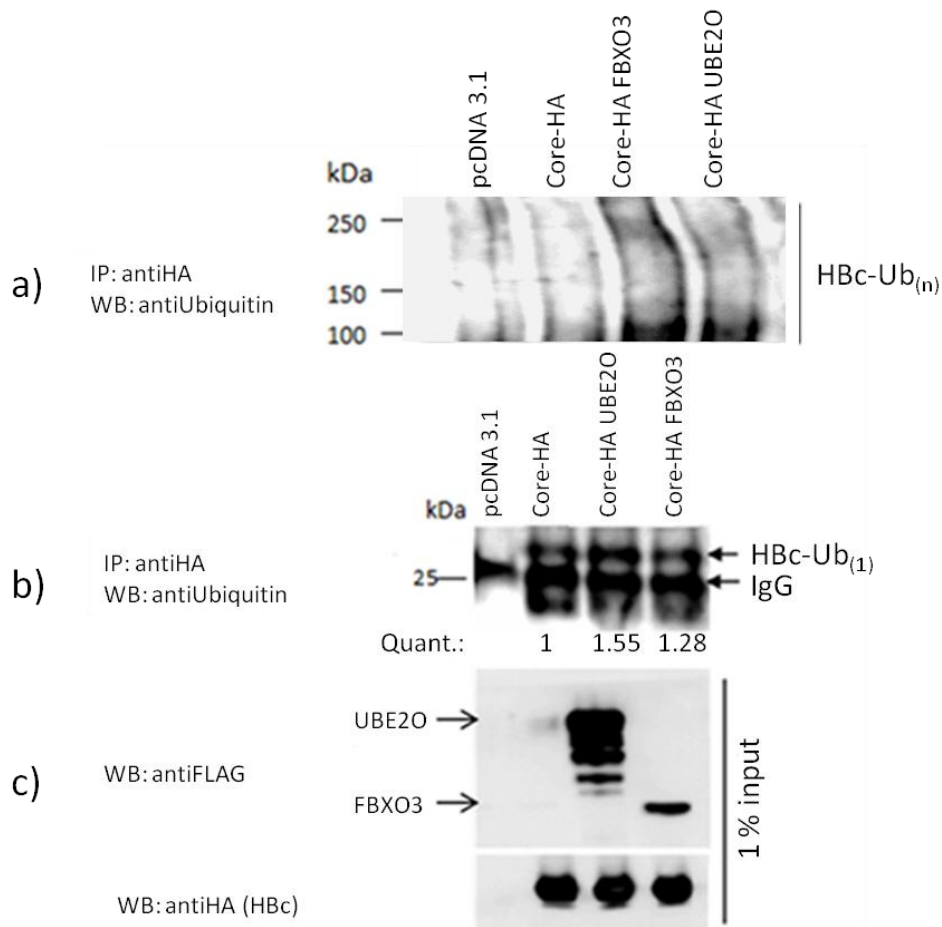 pcDNA 3.1
Core-HA
Core-HA FBXO3
Core-HA UBE2O
kDa
250
150
100
a)
IP: antiHA
WB: antiUbiquitin
HBc-Ub(n)
pcDNA 3.1
Core-HA
Core-HA UBE2O
Core-HA FBXO3
kDa
25
b)
IP: antiHA
WB: antiUbiquitin
HBc-Ub(1)
IgG
Quant.: 1 1.55 1.28
c)
UBE2O
WB: antiFLAG
FBXO3
1 % input
WB: antiHA (HBc)